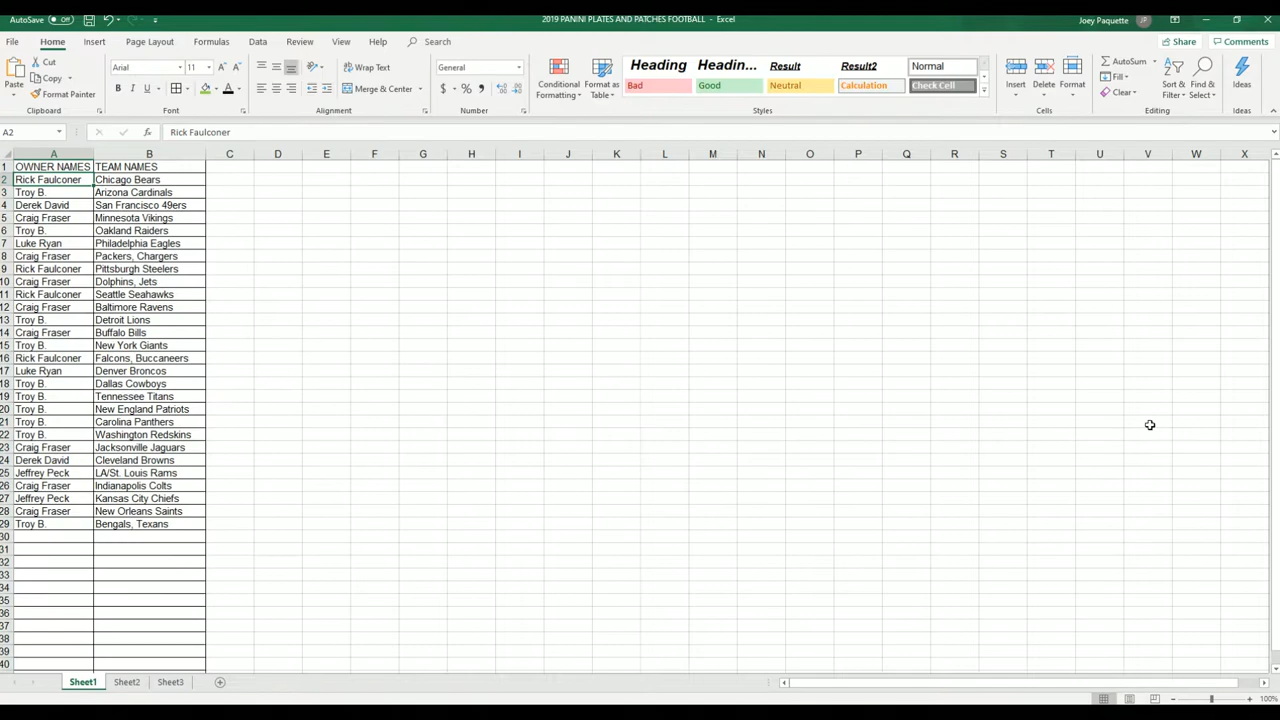 AutoSave Off 2019 PANINI PLATES AND PATCHES FOOTBALL - Excel Joey Paquette JP
File Home Insert Page Layout Formulas Data Review View Help Search Share Comments
Paste Cut Copy Format Painter Clipboard
Arial 11 A A B I U A Font
Wrap Text Merge & Center Alignment
General $ % Number
Conditional Formatting Format as Table
Heading Headin... Result Result2 Normal
Bad Good Neutral Calculation Check Cell
Styles
Insert Delete Format Cells
AutoSum Fill Clear Sort & Filter Find & Select Editing
Ideas Ideas
A2 fx Rick Faulconer
A B C D E F G H I J K L M N O P Q R S T U V W X
1 OWNER NAMES TEAM NAMES
2 Rick Faulconer Chicago Bears
3 Troy B. Arizona Cardinals
4 Derek David San Francisco 49ers
5 Craig Fraser Minnesota Vikings
6 Troy B. Oakland Raiders
7 Luke Ryan Philadelphia Eagles
8 Craig Fraser Packers, Chargers
9 Rick Faulconer Pittsburgh Steelers
10 Craig Fraser Dolphins, Jets
11 Rick Faulconer Seattle Seahawks
12 Craig Fraser Baltimore Ravens
13 Troy B. Detroit Lions
14 Craig Fraser Buffalo Bills
15 Troy B. New York Giants
16 Rick Faulconer Falcons, Buccaneers
17 Luke Ryan Denver Broncos
18 Troy B. Dallas Cowboys
19 Troy B. Tennessee Titans
20 Troy B. New England Patriots
21 Troy B. Carolina Panthers
22 Troy B. Washington Redskins
23 Craig Fraser Jacksonville Jaguars
24 Derek David Cleveland Browns
25 Jeffrey Peck LA/St. Louis Rams
26 Craig Fraser Indianapolis Colts
27 Jeffrey Peck Kansas City Chiefs
28 Craig Fraser New Orleans Saints
29 Troy B. Bengals, Texans
30
31
32
33
34
35
36
37
38
39
40
Sheet1 Sheet2 Sheet3
100%